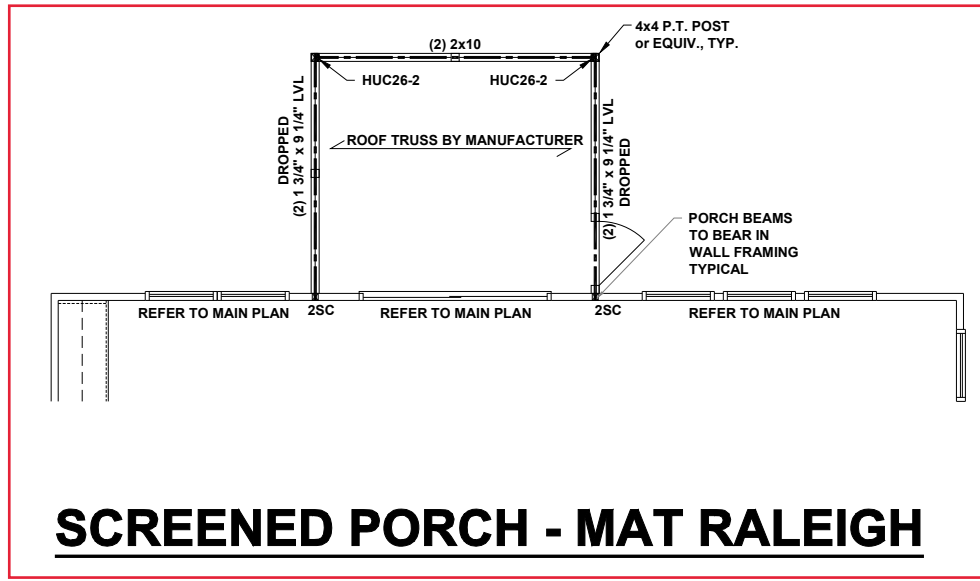 4x4 P.T. POST
or EQUIV., TYP.
(2) 2x10
HUC26-2
HUC26-2
DROPPED
(2) 1 3/4" x 9 1/4" LVL
ROOF TRUSS BY MANUFACTURER
(2) 1 3/4" x 9 1/4" LVL
DROPPED
PORCH BEAMS
TO BEAR IN
WALL FRAMING
TYPICAL
REFER TO MAIN PLAN
2SC
REFER TO MAIN PLAN
2SC
REFER TO MAIN PLAN
SCREENED PORCH - MAT RALEIGH